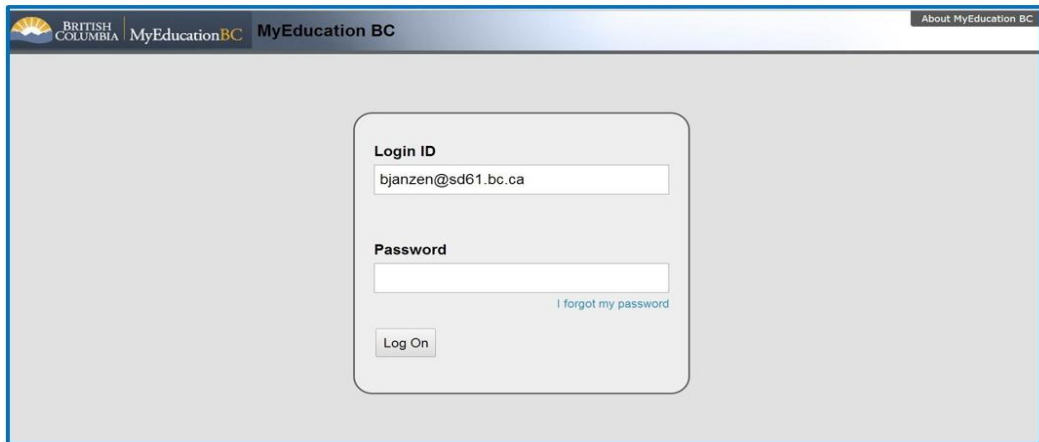 BRITISH
COLUMBIA
MyEducationBC
MyEducation BC
About MyEducation BC
Login ID
bjanzen@sd61.bc.ca
Password
I forgot my password
Log On